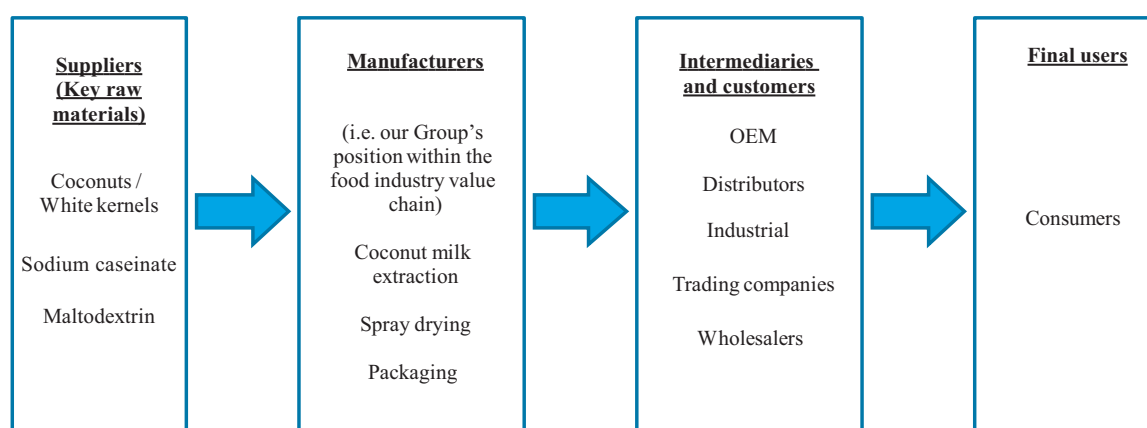 Suppliers
(Key raw
materials)
Coconuts /
White kernels
Sodium caseinate
Maltodextrin
Manufacturers
(i.e. our Group’s
position within the
food industry value
chain)
Coconut milk
extraction
Spray drying
Packaging
Intermediaries
and customers
OEM
Distributors
Industrial
Trading companies
Wholesalers
Final users
Consumers